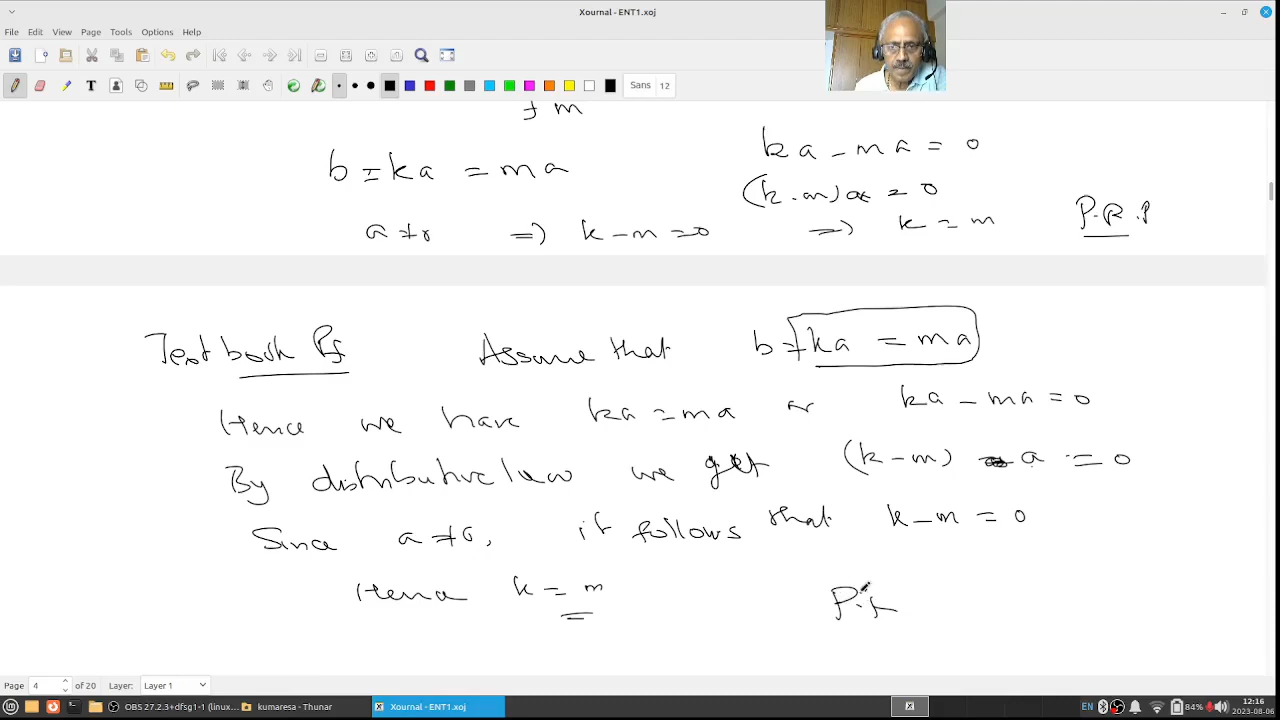 Xournal - ENT1.xoj
File Edit View Page Tools Options Help
Sans 12
≠ m
b = ka = ma
ka - ma = 0
(k - m) a = 0
a ≠ 0 ⇒ k - m = 0 ⇒ k = m
Textbook Pf Assume that b = ka = ma
Hence we have ka = ma or ka - ma = 0
By distributive law we get (k - m) a = 0
Since a ≠ 0, it follows that k - m = 0
Hence k = m
Page 4 of 20 Layer: Layer 1
OBS 27.2.3+dfsg1-1 (linux... kumaresa - Thunar Xournal - ENT1.xoj EN 84% 12:16
2023-08-06